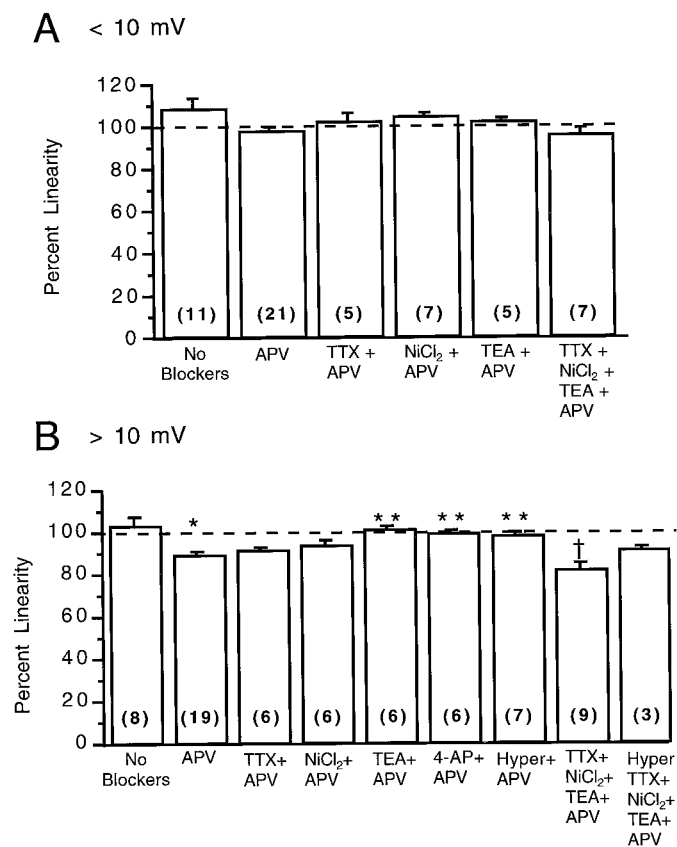 A < 10 mV
120
100
80
60
40
20
0
Percent Linearity
(11) (21) (5) (7) (5) (7)
No Blockers
APV
TTX + APV
NiCl₂ + APV
TEA + APV
TTX + NiCl₂ + TEA + APV
B > 10 mV
120
100
80
60
40
20
0
Percent Linearity
* ** ** ** †
(8) (19) (6) (6) (6) (6) (7) (9) (3)
No Blockers
APV
TTX+ APV
NiCl₂+ APV
TEA+ APV
4-AP+ APV
Hyper+ APV
TTX+ NiCl₂+ TEA+ APV
Hyper TTX+ NiCl₂+ TEA+ APV